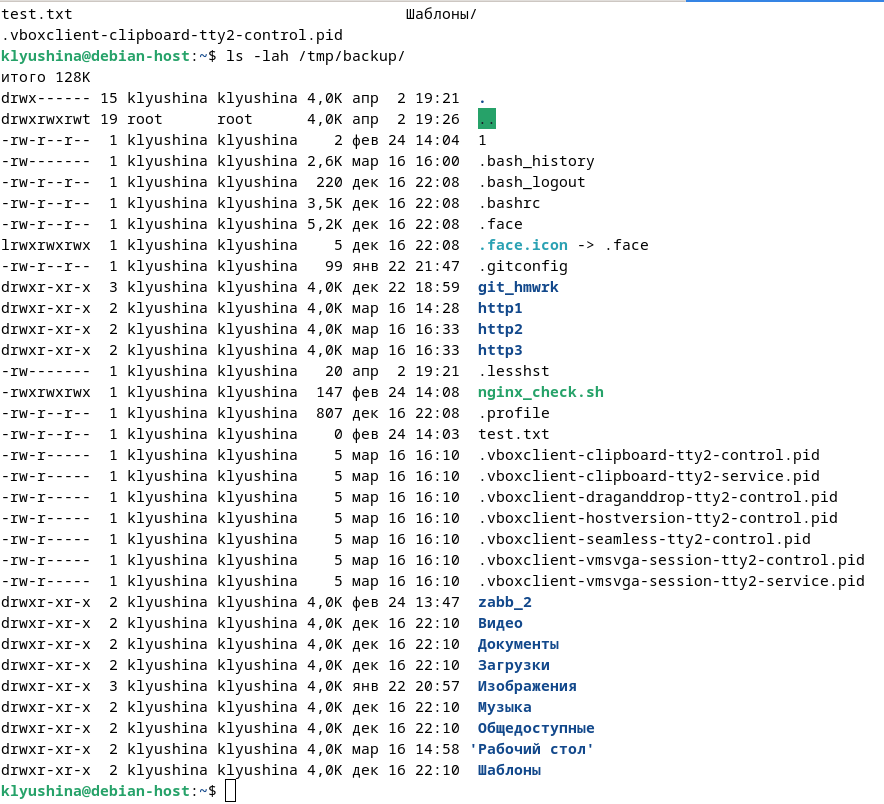 test.txt                                     Шаблоны/
.vboxclient-clipboard-tty2-control.pid
klyushina@debian-host:~$ ls -lah /tmp/backup/
итого 128K
drwx------ 15 klyushina klyushina 4,0K апр  2 19:21  .
drwxrwxrwt 19 root      root      4,0K апр  2 19:26  ..
-rw-r--r--  1 klyushina klyushina    2 фев 24 14:04  1
-rw-------  1 klyushina klyushina 2,6K мар 16 16:00  .bash_history
-rw-r--r--  1 klyushina klyushina  220 дек 16 22:08  .bash_logout
-rw-r--r--  1 klyushina klyushina 3,5K дек 16 22:08  .bashrc
-rw-r--r--  1 klyushina klyushina 5,2K дек 16 22:08  .face
lrwxrwxrwx  1 klyushina klyushina    5 дек 16 22:08  .face.icon -> .face
-rw-r--r--  1 klyushina klyushina   99 янв 22 21:47  .gitconfig
drwxr-xr-x  3 klyushina klyushina 4,0K дек 22 18:59  git_hmwrk
drwxr-xr-x  2 klyushina klyushina 4,0K мар 16 14:28  http1
drwxr-xr-x  2 klyushina klyushina 4,0K мар 16 16:33  http2
drwxr-xr-x  2 klyushina klyushina 4,0K мар 16 16:33  http3
-rw-------  1 klyushina klyushina   20 апр  2 19:21  .lesshst
-rwxrwxrwx  1 klyushina klyushina  147 фев 24 14:08  nginx_check.sh
-rw-r--r--  1 klyushina klyushina  807 дек 16 22:08  .profile
-rw-r--r--  1 klyushina klyushina    0 фев 24 14:03  test.txt
-rw-r-----  1 klyushina klyushina    5 мар 16 16:10  .vboxclient-clipboard-tty2-control.pid
-rw-r-----  1 klyushina klyushina    5 мар 16 16:10  .vboxclient-clipboard-tty2-service.pid
-rw-r-----  1 klyushina klyushina    5 мар 16 16:10  .vboxclient-draganddrop-tty2-control.pid
-rw-r-----  1 klyushina klyushina    5 мар 16 16:10  .vboxclient-hostversion-tty2-control.pid
-rw-r-----  1 klyushina klyushina    5 мар 16 16:10  .vboxclient-seamless-tty2-control.pid
-rw-r-----  1 klyushina klyushina    5 мар 16 16:10  .vboxclient-vmsvga-session-tty2-control.pid
-rw-r-----  1 klyushina klyushina    5 мар 16 16:10  .vboxclient-vmsvga-session-tty2-service.pid
drwxr-xr-x  2 klyushina klyushina 4,0K фев 24 13:47  zabb_2
drwxr-xr-x  2 klyushina klyushina 4,0K дек 16 22:10  Видео
drwxr-xr-x  2 klyushina klyushina 4,0K дек 16 22:10  Документы
drwxr-xr-x  2 klyushina klyushina 4,0K дек 16 22:10  Загрузки
drwxr-xr-x  3 klyushina klyushina 4,0K янв 22 20:57  Изображения
drwxr-xr-x  2 klyushina klyushina 4,0K дек 16 22:10  Музыка
drwxr-xr-x  2 klyushina klyushina 4,0K дек 16 22:10  Общедоступные
drwxr-xr-x  2 klyushina klyushina 4,0K мар 16 14:58 'Рабочий стол'
drwxr-xr-x  2 klyushina klyushina 4,0K дек 16 22:10  Шаблоны
klyushina@debian-host:~$